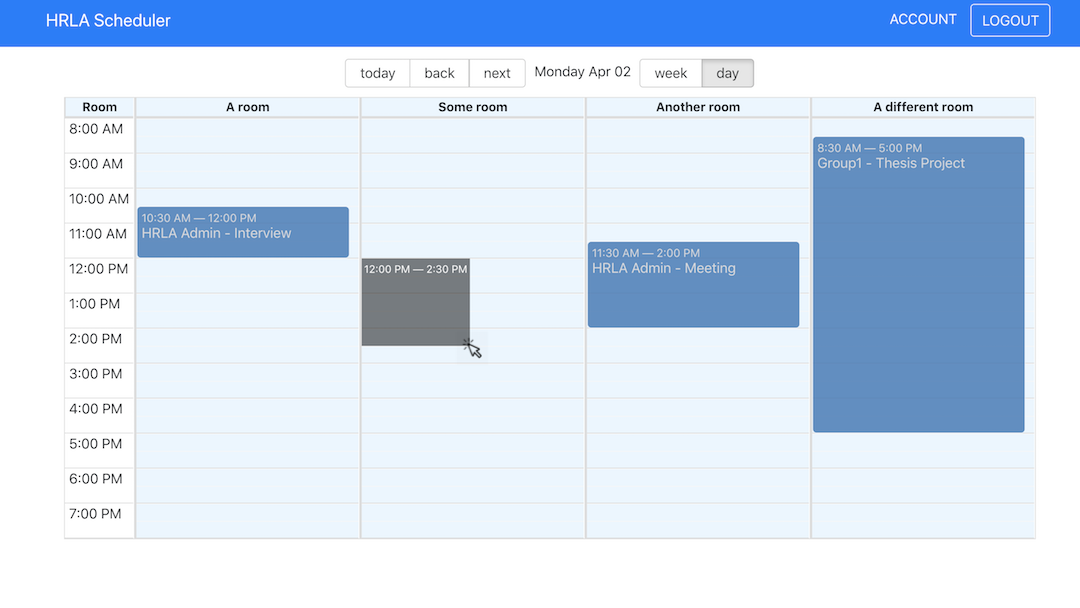 HRLA Scheduler
ACCOUNT
LOGOUT
today back next Monday Apr 02 week day
Room A room Some room Another room A different room
8:00 AM
8:30 AM — 5:00 PM
Group1 - Thesis Project
9:00 AM
10:00 AM
10:30 AM — 12:00 PM
HRLA Admin - Interview
11:00 AM
11:30 AM — 2:00 PM
HRLA Admin - Meeting
12:00 PM
12:00 PM — 2:30 PM
1:00 PM
2:00 PM
3:00 PM
4:00 PM
5:00 PM
6:00 PM
7:00 PM